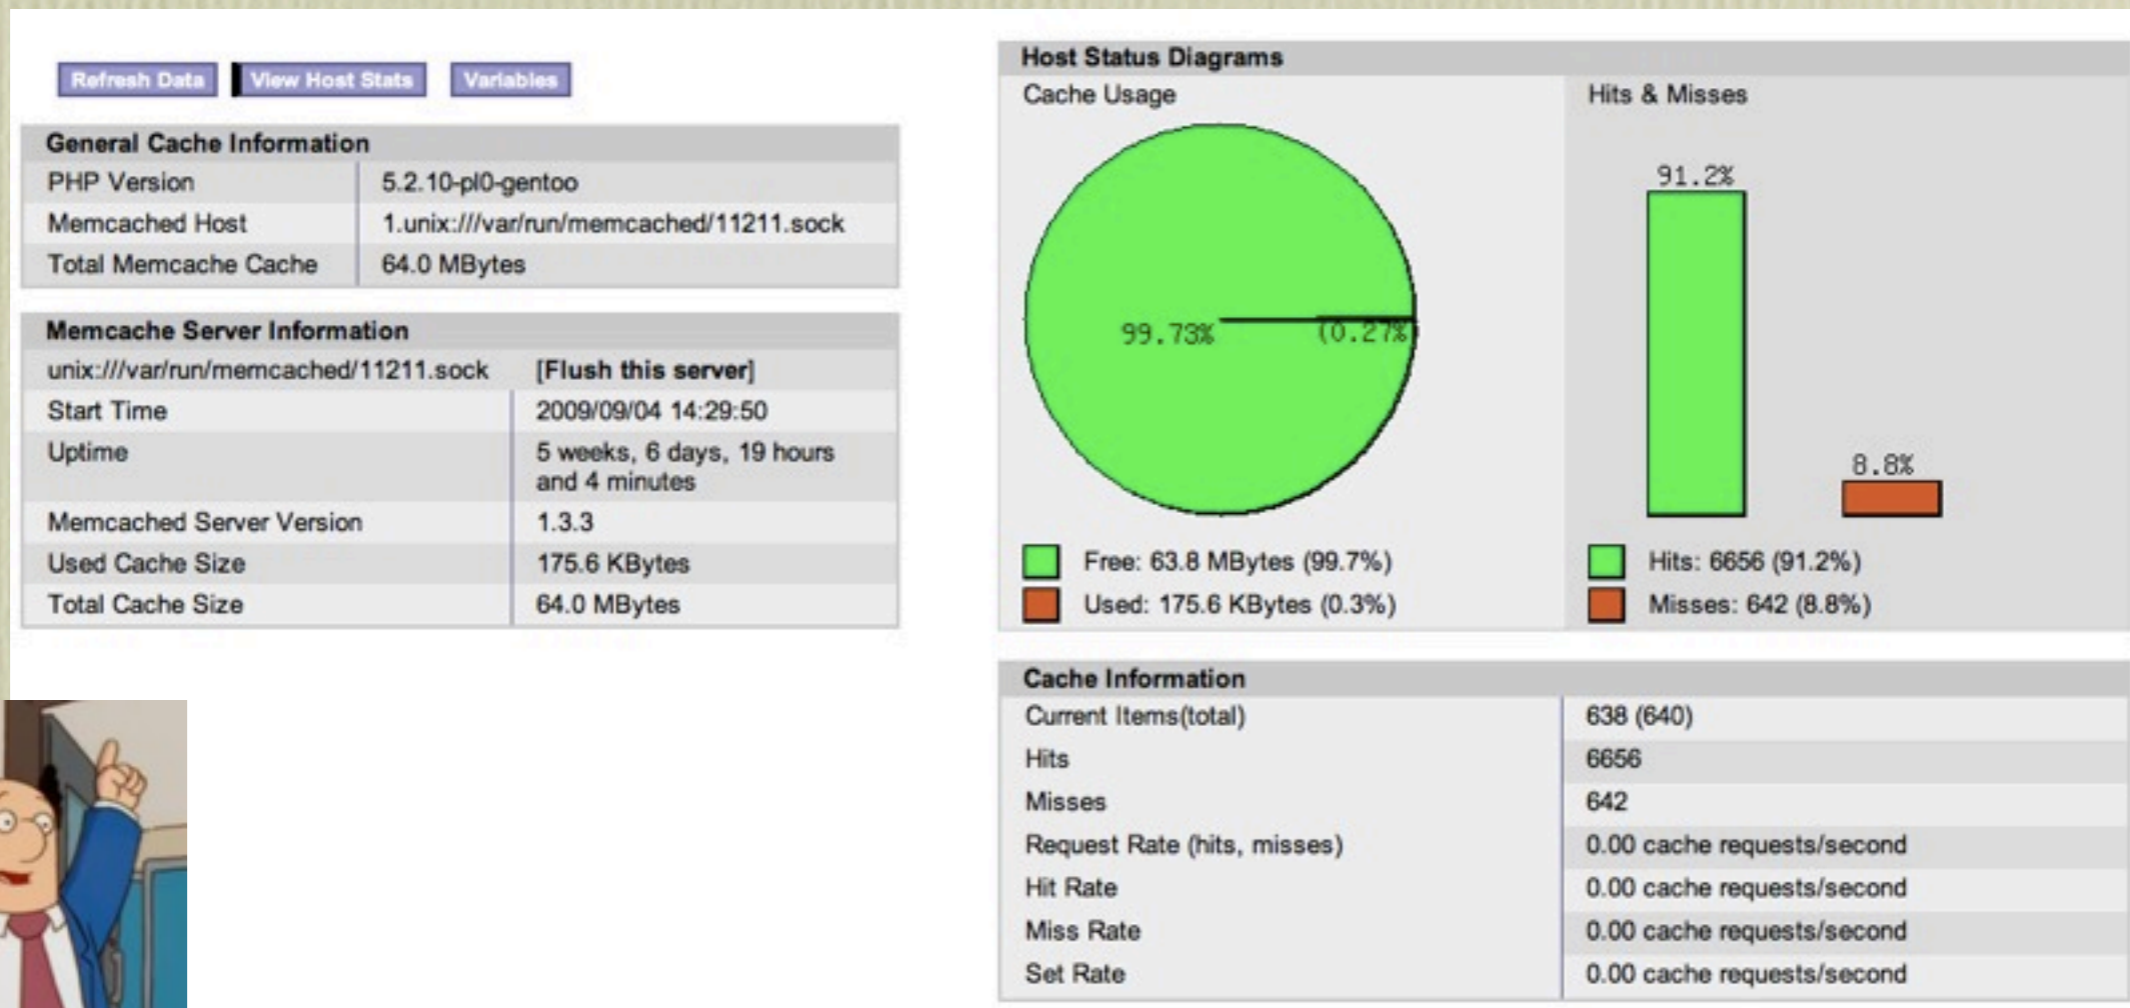 Refresh Data View Host Stats Variables
General Cache Information
PHP Version 5.2.10-pl0-gentoo
Memcached Host 1.unix:///var/run/memcached/11211.sock
Total Memcache Cache 64.0 MBytes
Memcache Server Information
unix:///var/run/memcached/11211.sock [Flush this server]
Start Time 2009/09/04 14:29:50
Uptime 5 weeks, 6 days, 19 hours
and 4 minutes
Memcached Server Version 1.3.3
Used Cache Size 175.6 KBytes
Total Cache Size 64.0 MBytes
Host Status Diagrams
Cache Usage
99.73% (0.27%
Free: 63.8 MBytes (99.7%)
Used: 175.6 KBytes (0.3%)
Hits & Misses
91.2%
8.8%
Hits: 6656 (91.2%)
Misses: 642 (8.8%)
Cache Information
Current Items(total) 638 (640)
Hits 6656
Misses 642
Request Rate (hits, misses) 0.00 cache requests/second
Hit Rate 0.00 cache requests/second
Miss Rate 0.00 cache requests/second
Set Rate 0.00 cache requests/second